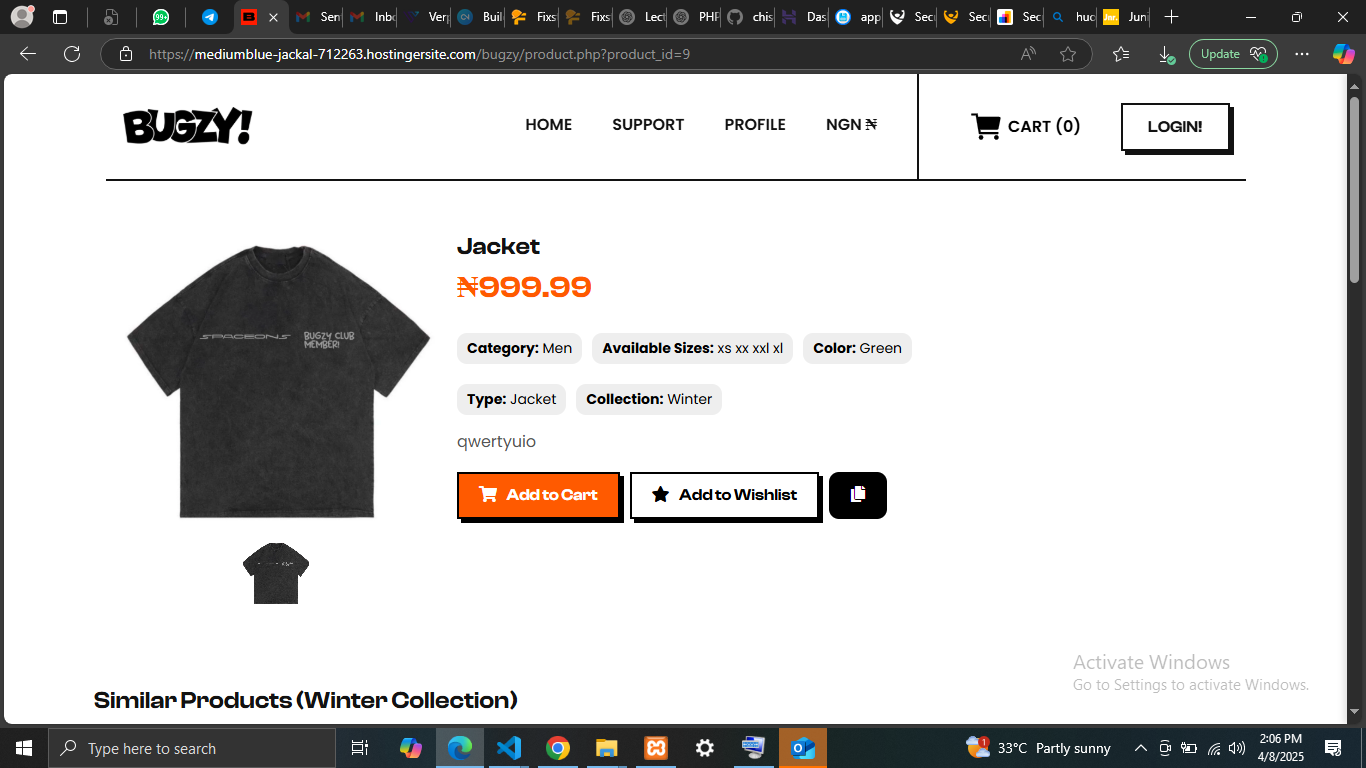 99+
Sen
Inbo
Verp
Buil
Fixs
Fixs
Lect
PHP
chis
Das
app
Sec
Sec
Sec
huc
Jnr.
Juni
https://mediumblue-jackal-712263.hostingersite.com/bugzy/product.php?product_id=9
Update
BUGZY!
HOME
SUPPORT
PROFILE
NGN ₦
CART (0)
LOGIN!
Jacket
₦999.99
SPACEONS
BUGZY CLUB
MEMBER!
Category: Men
Available Sizes: xs xx xxl xl
Color: Green
Type: Jacket
Collection: Winter
qwertyuio
Add to Cart
Add to Wishlist
Similar Products (Winter Collection)
Activate Windows
Go to Settings to activate Windows.
Type here to search
1
33°C Partly sunny
2:06 PM
4/8/2025